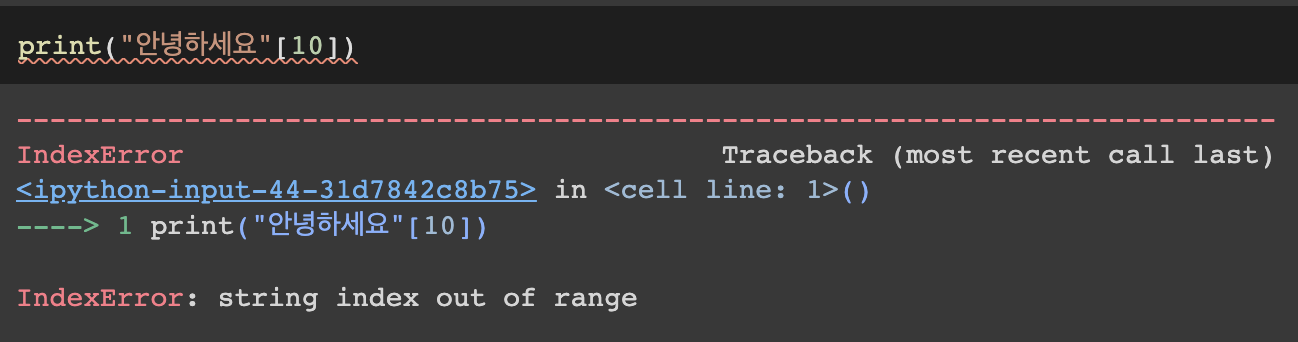 print("안녕하세요"[10])
---------------------------------------------------------------------------
IndexError                                Traceback (most recent call last)
<ipython-input-44-31d7842c8b75> in <cell line: 1>()
----> 1 print("안녕하세요"[10])
IndexError: string index out of range